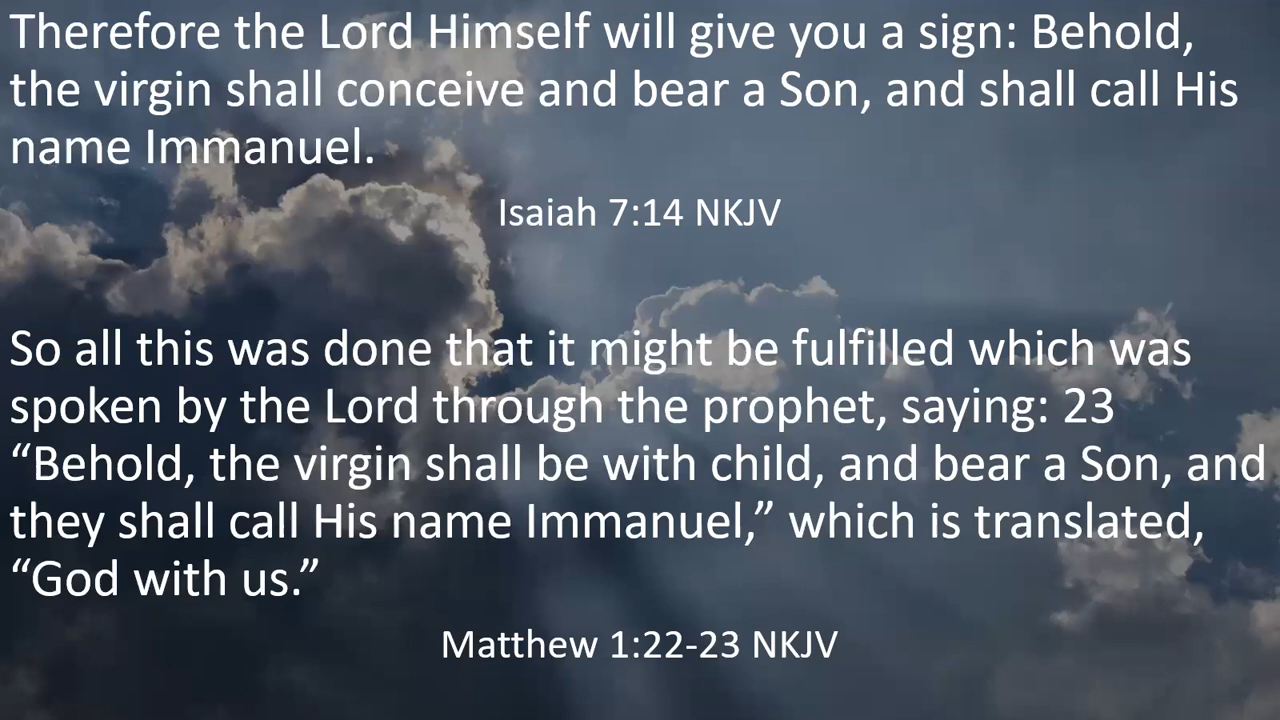 Therefore the Lord Himself will give you a sign: Behold,
the virgin shall conceive and bear a Son, and shall call His
name Immanuel.
Isaiah 7:14 NKJV
So all this was done that it might be fulfilled which was
spoken by the Lord through the prophet, saying: 23
“Behold, the virgin shall be with child, and bear a Son, and
they shall call His name Immanuel,” which is translated,
“God with us.”
Matthew 1:22-23 NKJV